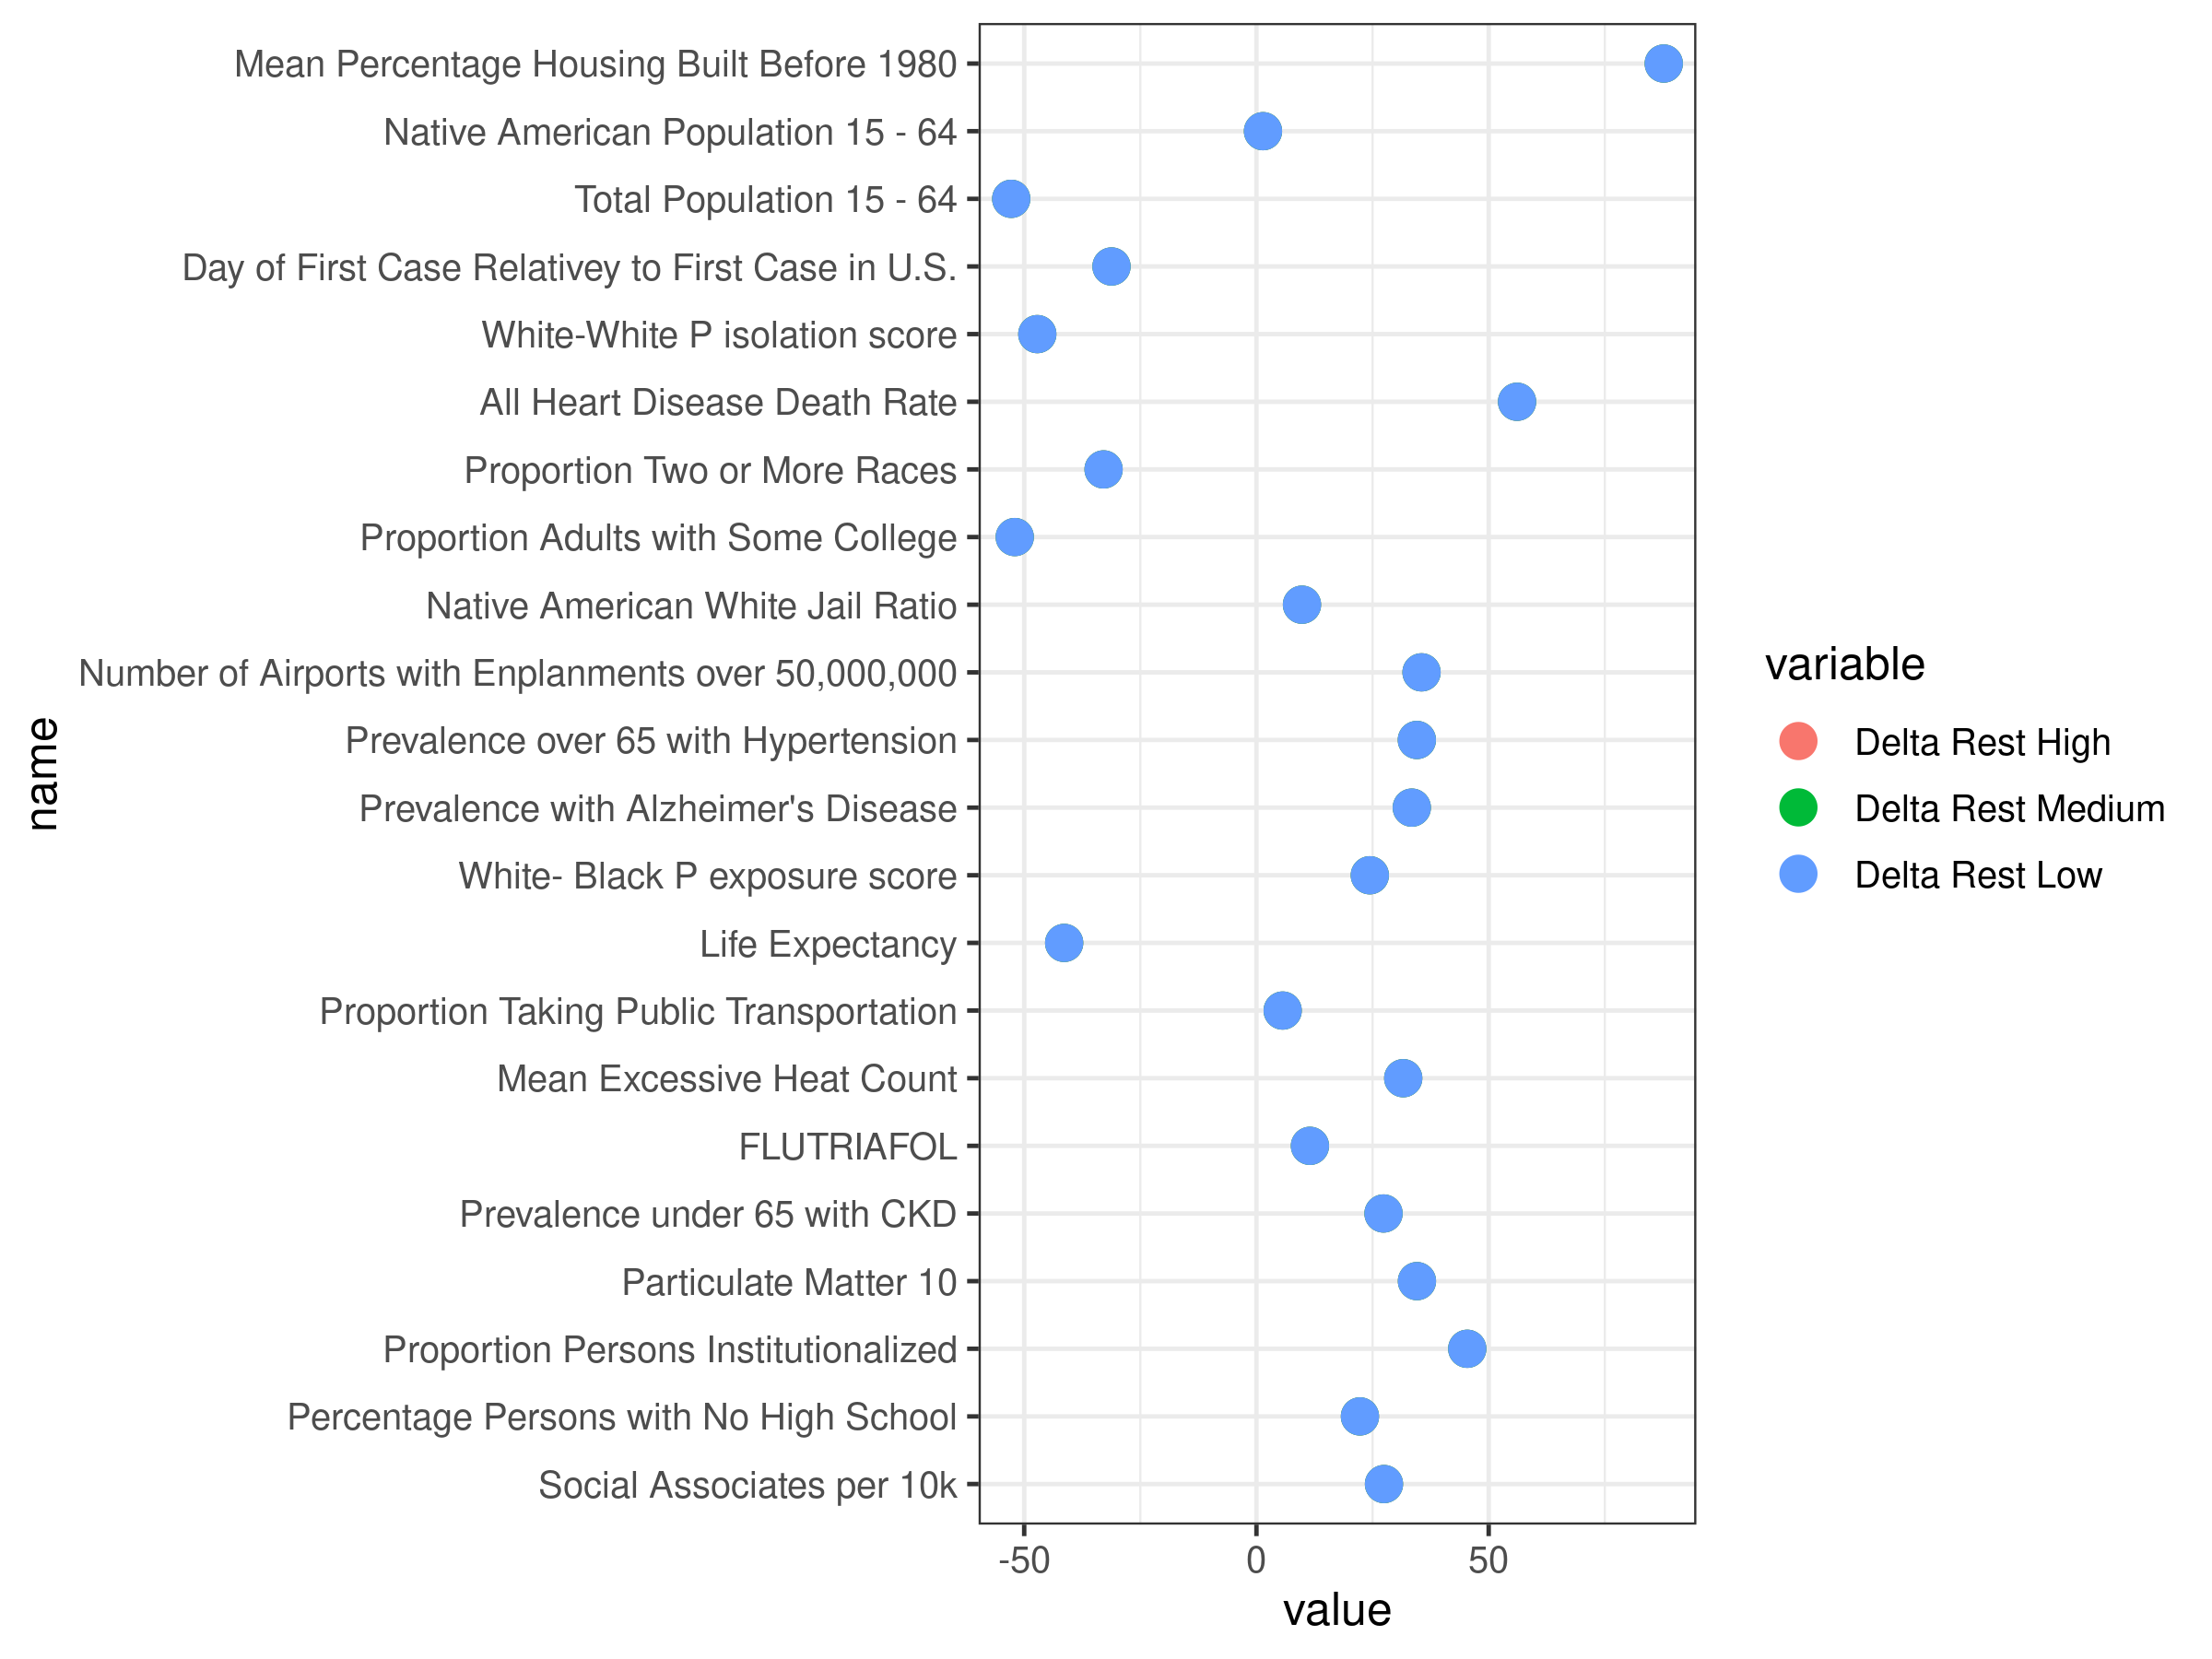 Mean Percentage Housing Built Before 1980
Native American Population 15 - 64
Total Population 15 - 64
Day of First Case Relativey to First Case in U.S.
White-White P isolation score
All Heart Disease Death Rate
Proportion Two or More Races
Proportion Adults with Some College
Native American White Jail Ratio
Number of Airports with Enplanments over 50,000,000
Prevalence over 65 with Hypertension
Prevalence with Alzheimer's Disease
White- Black P exposure score
Life Expectancy
Proportion Taking Public Transportation
Mean Excessive Heat Count
FLUTRIAFOL
Prevalence under 65 with CKD
Particulate Matter 10
Proportion Persons Institutionalized
Percentage Persons with No High School
Social Associates per 10k
name
-50 0 50
value
variable
Delta Rest High
Delta Rest Medium
Delta Rest Low